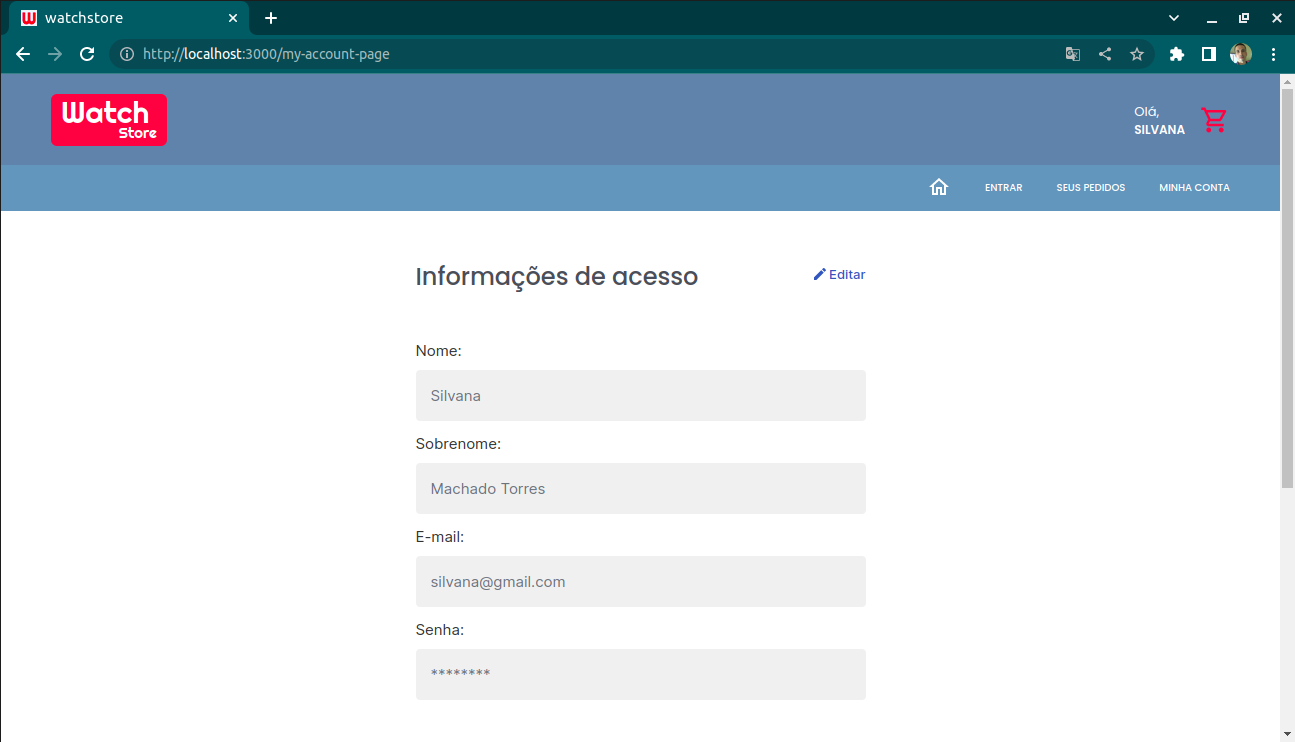 watchstore
http://localhost:3000/my-account-page
Watch
Store
Olá,
SILVANA
ENTRAR
SEUS PEDIDOS
MINHA CONTA
Informações de acesso
Editar
Nome:
Silvana
Sobrenome:
Machado Torres
E-mail:
silvana@gmail.com
Senha:
********